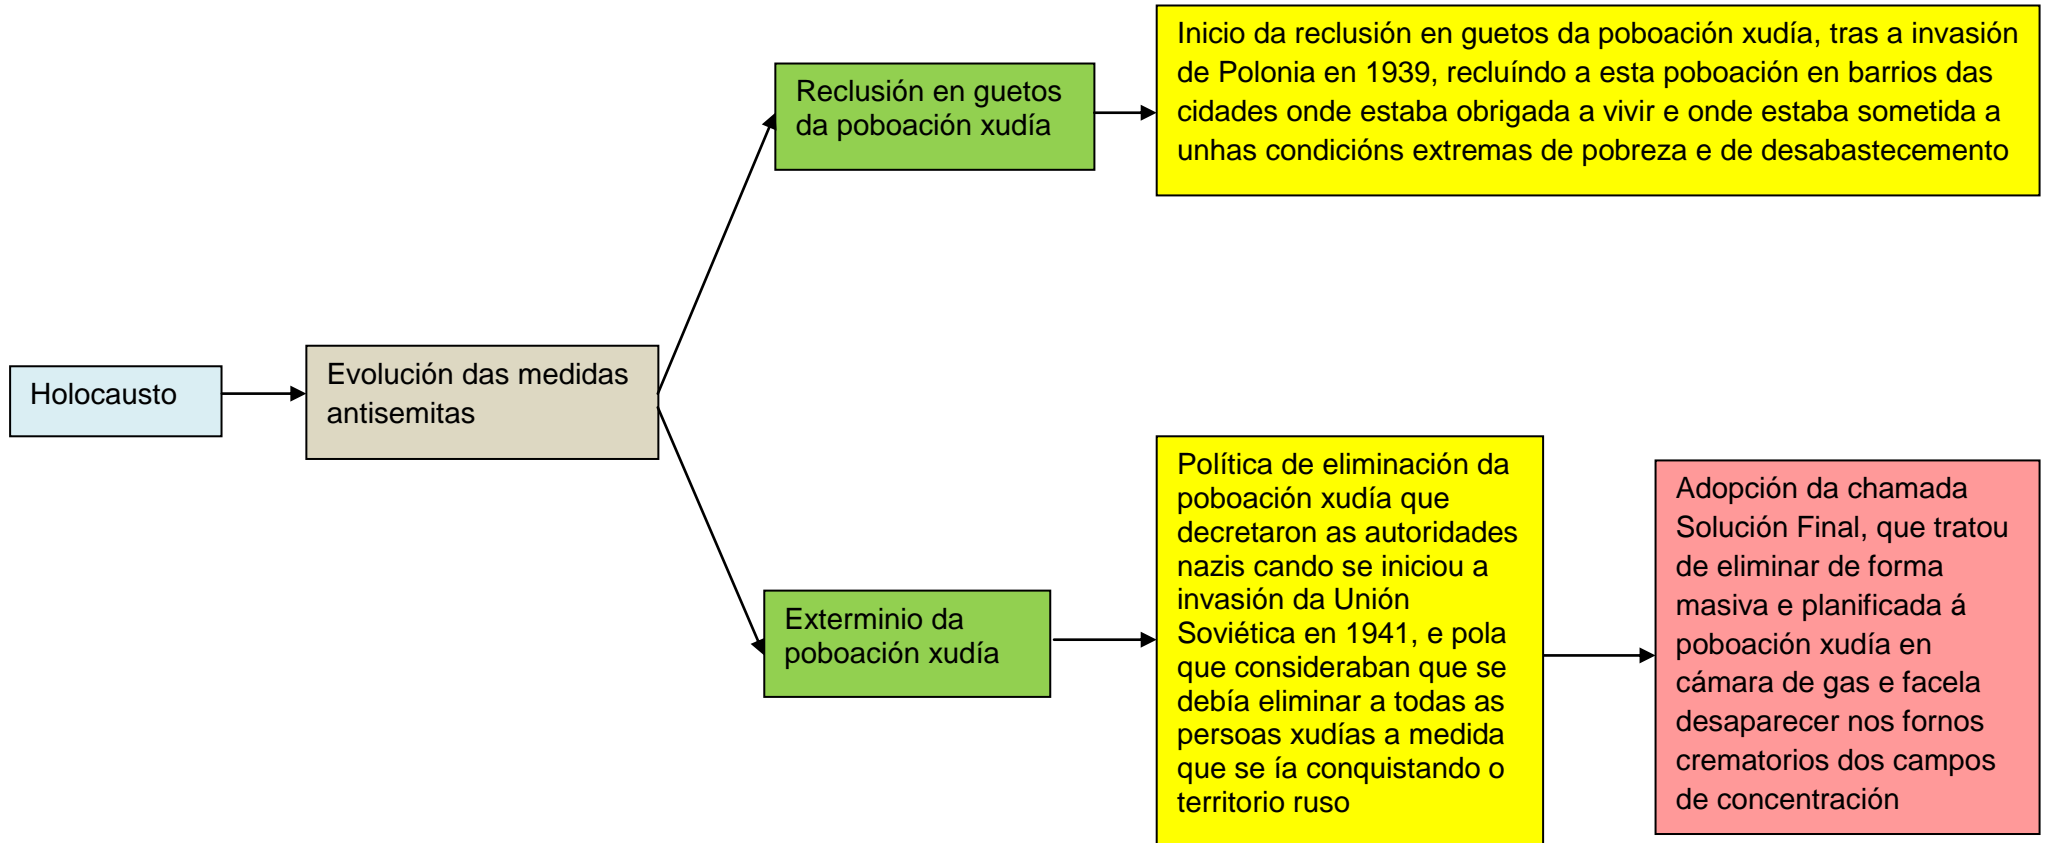 Holocausto
Evolución das medidas
antisemitas
Reclusión en guetos
da poboación xudía
Inicio da reclusión en guetos da poboación xudía, tras a invasión
de Polonia en 1939, recluíndo a esta poboación en barrios das
cidades onde estaba obrigada a vivir e onde estaba sometida a
unhas condicións extremas de pobreza e de desabastecemento
Exterminio da
poboación xudía
Política de eliminación da
poboación xudía que
decretaron as autoridades
nazis cando se iniciou a
invasión da Unión
Soviética en 1941, e pola
que consideraban que se
debía eliminar a todas as
persoas xudías a medida
que se ía conquistando o
territorio ruso
Adopción da chamada
Solución Final, que tratou
de eliminar de forma
masiva e planificada á
poboación xudía en
cámara de gas e facela
desaparecer nos fornos
crematorios dos campos
de concentración